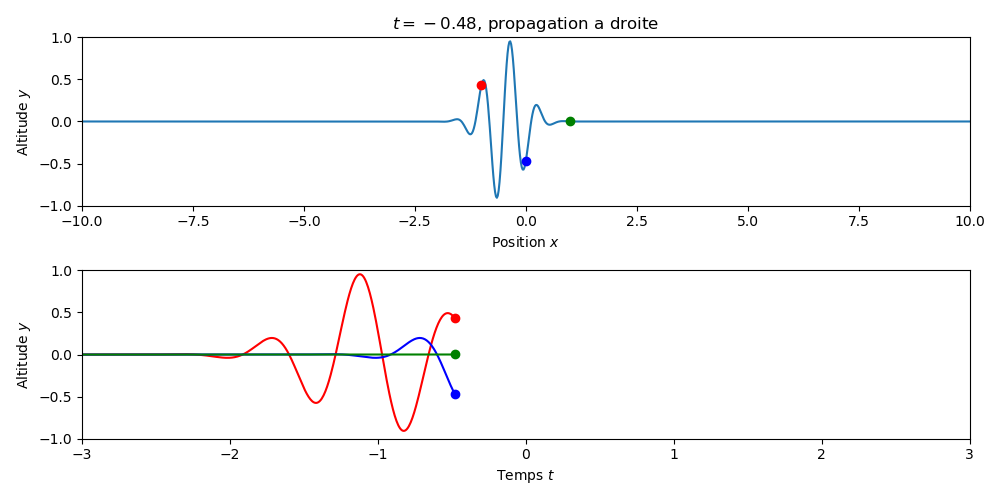 t = −0.48, propagation a droite
1.0
0.5
0.0
−0.5
−1.0
Altitude y
−10.0 −7.5 −5.0 −2.5 0.0 2.5 5.0 7.5 10.0
Position x
1.0
0.5
0.0
−0.5
−1.0
Altitude y
−3 −2 −1 0 1 2 3
Temps t